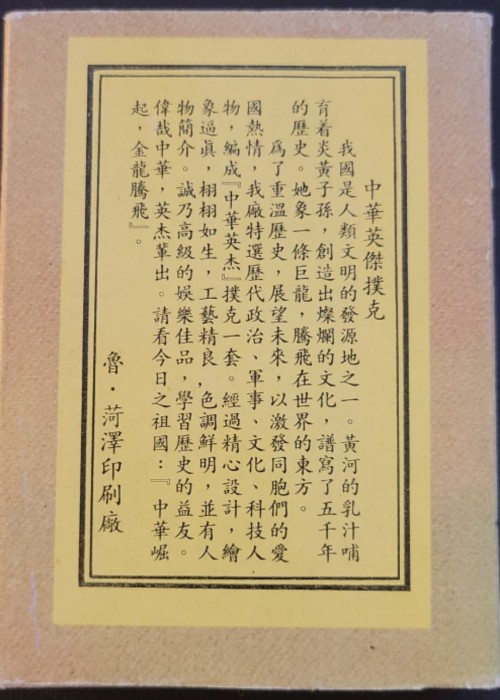 中華英傑撲克
我國是人類文明的發源地之一。黃河的乳汁哺
育着炎黃子孫，創造出燦爛的文化，譜寫了五千年
的歷史。她象一條巨龍，騰飛在世界的東方。
為了重溫歷史，展望未來，以激發同胞們的愛
國熱情，我廠特選歷代政治、軍事、文化、科技人
物，編成『中華英杰』撲克一套。經過精心設計，繪
象逼真，栩栩如生，工藝精良，色調鮮明，並有人
物簡介。誠乃高級的娛樂佳品，學習歷史的益友。
偉哉中華，英杰輩出。請看今日之祖國：『中華崛
起，金龍騰飛』。
魯·菏澤印刷廠